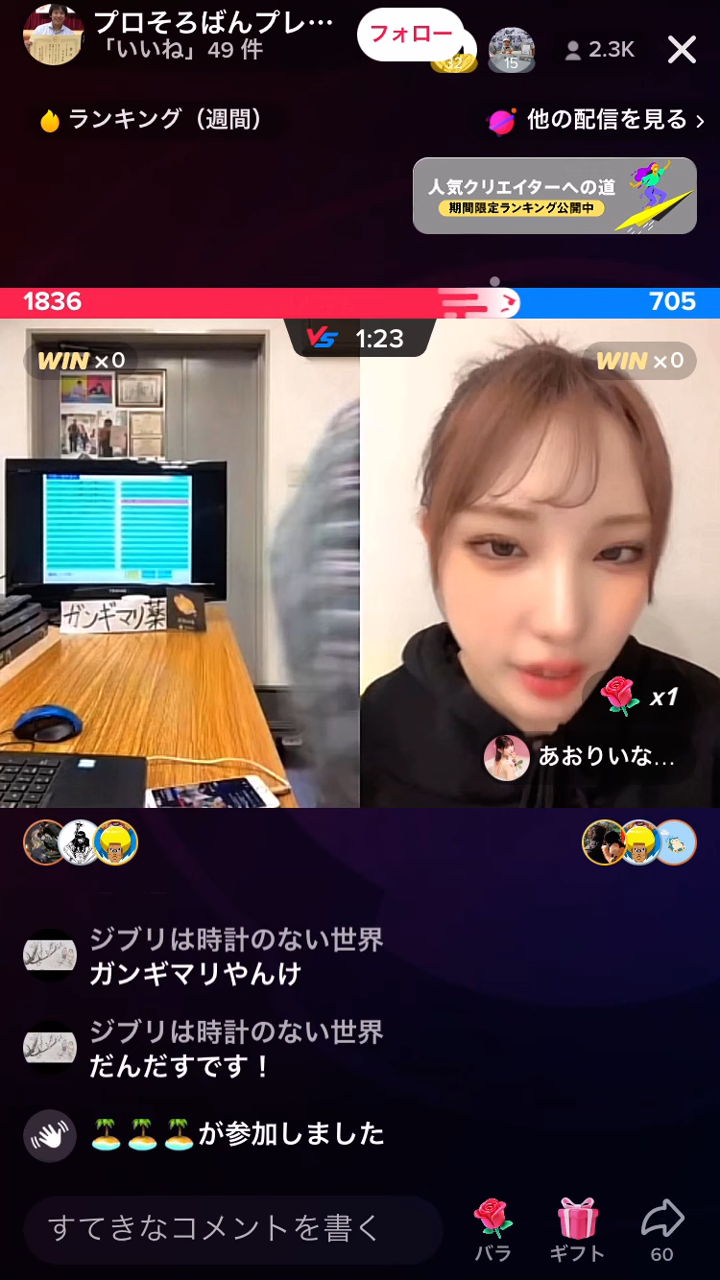 プロそろばんプレ…
「いいね」49 件
フォロー
32
15
2.3K
ランキング（週間）
他の配信を見る
人気クリエイターへの道
期間限定ランキング公開中
1836
705
VS 1:23
WIN x0
WIN x0
ガンギマリ葉
x1
あおりいな…
ジブリは時計のない世界
ガンギマリやんけ
ジブリは時計のない世界
だんだすです！
が参加しました
すてきなコメントを書く
バラ
ギフト
60